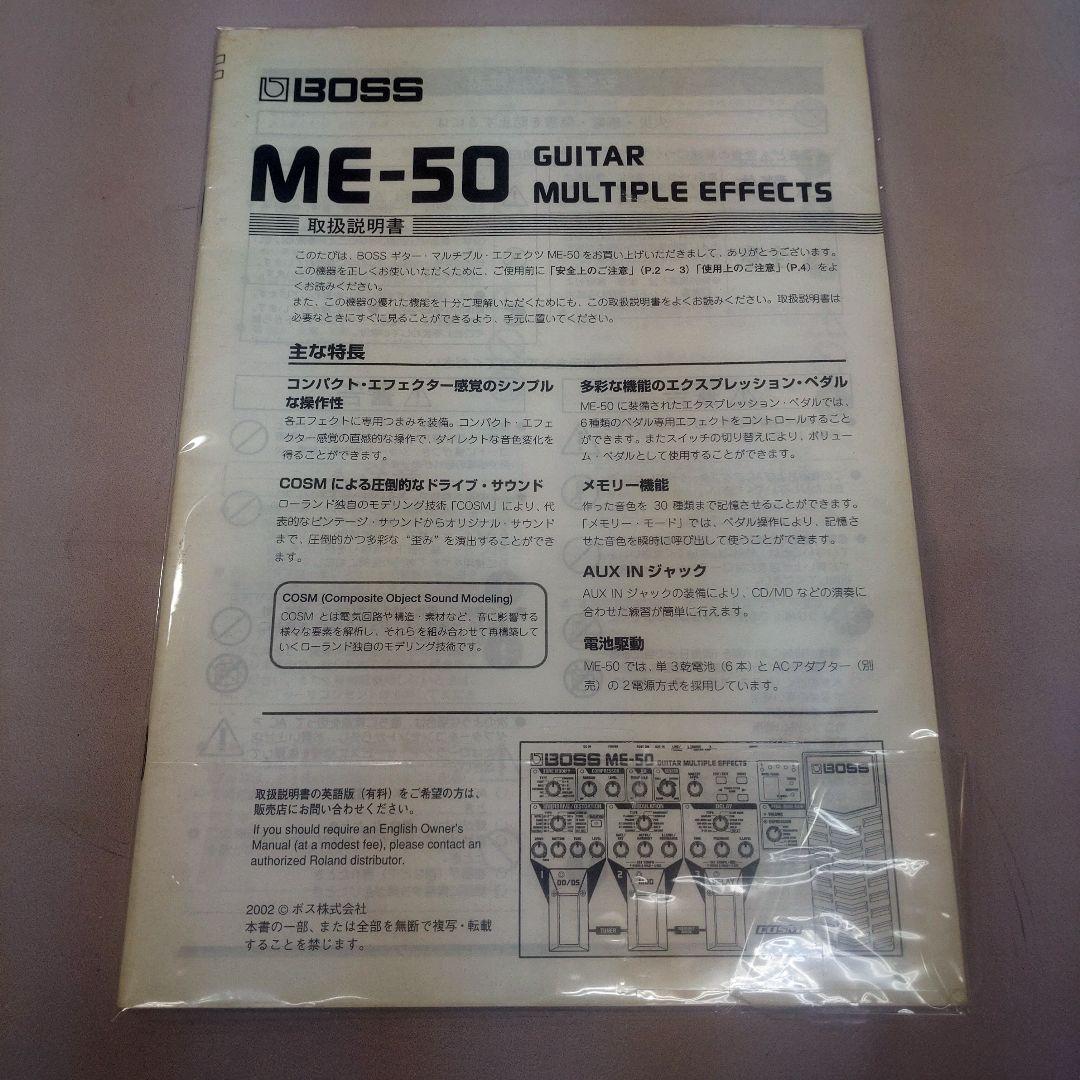 BOSS
ME-50 GUITAR
MULTIPLE EFFECTS
取扱説明書
このたびは、BOSS ギター・マルチプル・エフェクツ ME-50をお買い上げいただきまして、ありがとうございます。
この機器を正しくお使いいただくために、ご使用前に「安全上のご注意」(P.2 ~ 3)「使用上のご注意」(P.4) をよ
くお読みください。
また、この機器の優れた機能を十分ご理解いただくためにも、この取扱説明書をよくお読みください。取扱説明書は
必要なときにすぐに見ることができるよう、手元に置いてください。
主な特長
コンパクト・エフェクター感覚のシンプル
な操作性
各エフェクトに専用つまみを装備。コンパクト・エフェ
クター感覚の直感的な操作で、ダイレクトな音色変化を
得ることができます。
COSM による圧倒的なドライブ・サウンド
ローランド独自のモデリング技術「COSM」により、代
表的なビンテージ・サウンドからオリジナル・サウンド
まで、圧倒的かつ多彩な“歪み”を演出することができ
ます。
COSM (Composite Object Sound Modeling)
COSM とは電気回路や構造・素材など、音に影響する
様々な要素を解析し、それらを組み合わせて再構築して
いくローランド独自のモデリング技術です。
多彩な機能のエクスプレッション・ペダル
ME-50 に装備されたエクスプレッション・ペダルでは、
6種類のペダル専用エフェクトをコントロールすること
ができます。またスイッチの切り替えにより、ボリュー
ム・ペダルとして使用することができます。
メモリー機能
作った音色を 30 種類まで記憶させることができます。
「メモリー・モード」では、ペダル操作により、記憶さ
せた音色を瞬時に呼び出して使うことができます。
AUX IN ジャック
AUX IN ジャックの装備により、CD/MD などの演奏に
合わせた練習が簡単に行えます。
電池駆動
ME-50 では、単3乾電池(6本)と ACアダプター(別
売)の2電源方式を採用しています。
取扱説明書の英語版(有料)をご希望の方は、
販売店にお問い合わせください。
If you should require an English Owner's
Manual (at a modest fee), please contact an
authorized Roland distributor.
2002 © ボス株式会社
本書の一部、または全部を無断で複写・転載
することを禁じます。
BOSS ME-50 GUITAR MULTIPLE EFFECTS
BOSS
COMPRESSOR
OVERDRIVE / DISTORTION
MODULATION
DELAY
VOLUME
EXPRESSION
1 OD/DS
2 MOD
3 DELAY
TUNER
COSM